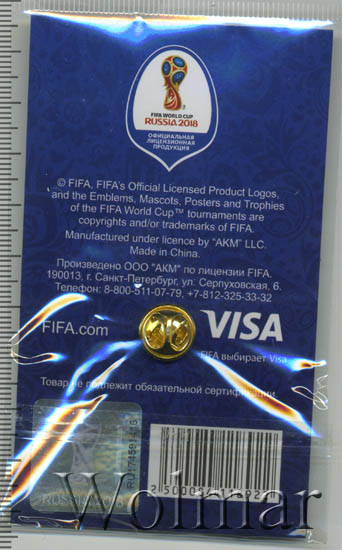 FIFA WORLD CUP
RUSSIA 2018
ОФИЦИАЛЬНАЯ
ЛИЦЕНЗИОННАЯ
ПРОДУКЦИЯ
© FIFA, FIFA's Official Licensed Product Logos,
and the Emblems, Mascots, Posters and Trophies
of the FIFA World Cup™ tournaments are
copyrights and/or trademarks of FIFA.
Manufactured under licence by "AKM" LLC.
Made in China.
Произведено ООО "АКМ" по лицензии FIFA.
190013, г. Санкт-Петербург, ул: Серпуховская, 6.
Телефон: 8-800-511-07-79, +7-812-325-33-32
FIFA.com
VISA
FIFA выбирает Visa
Товар не подлежит обязательной сертификации.
RUSSIA 2018
Wolmar